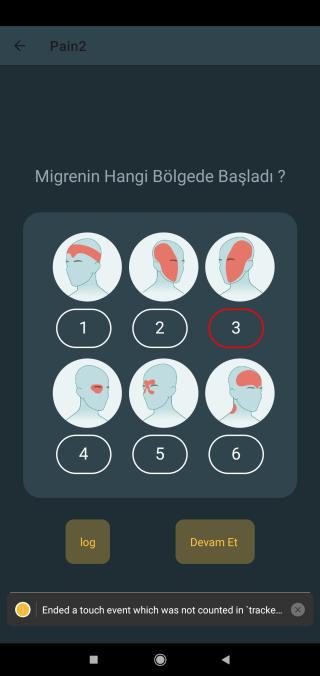 Pain2
Migrenin Hangi Bölgede Başladı ?
1 2 3
4 5 6
log Devam Et
Ended a touch event which was not counted in `tracke...